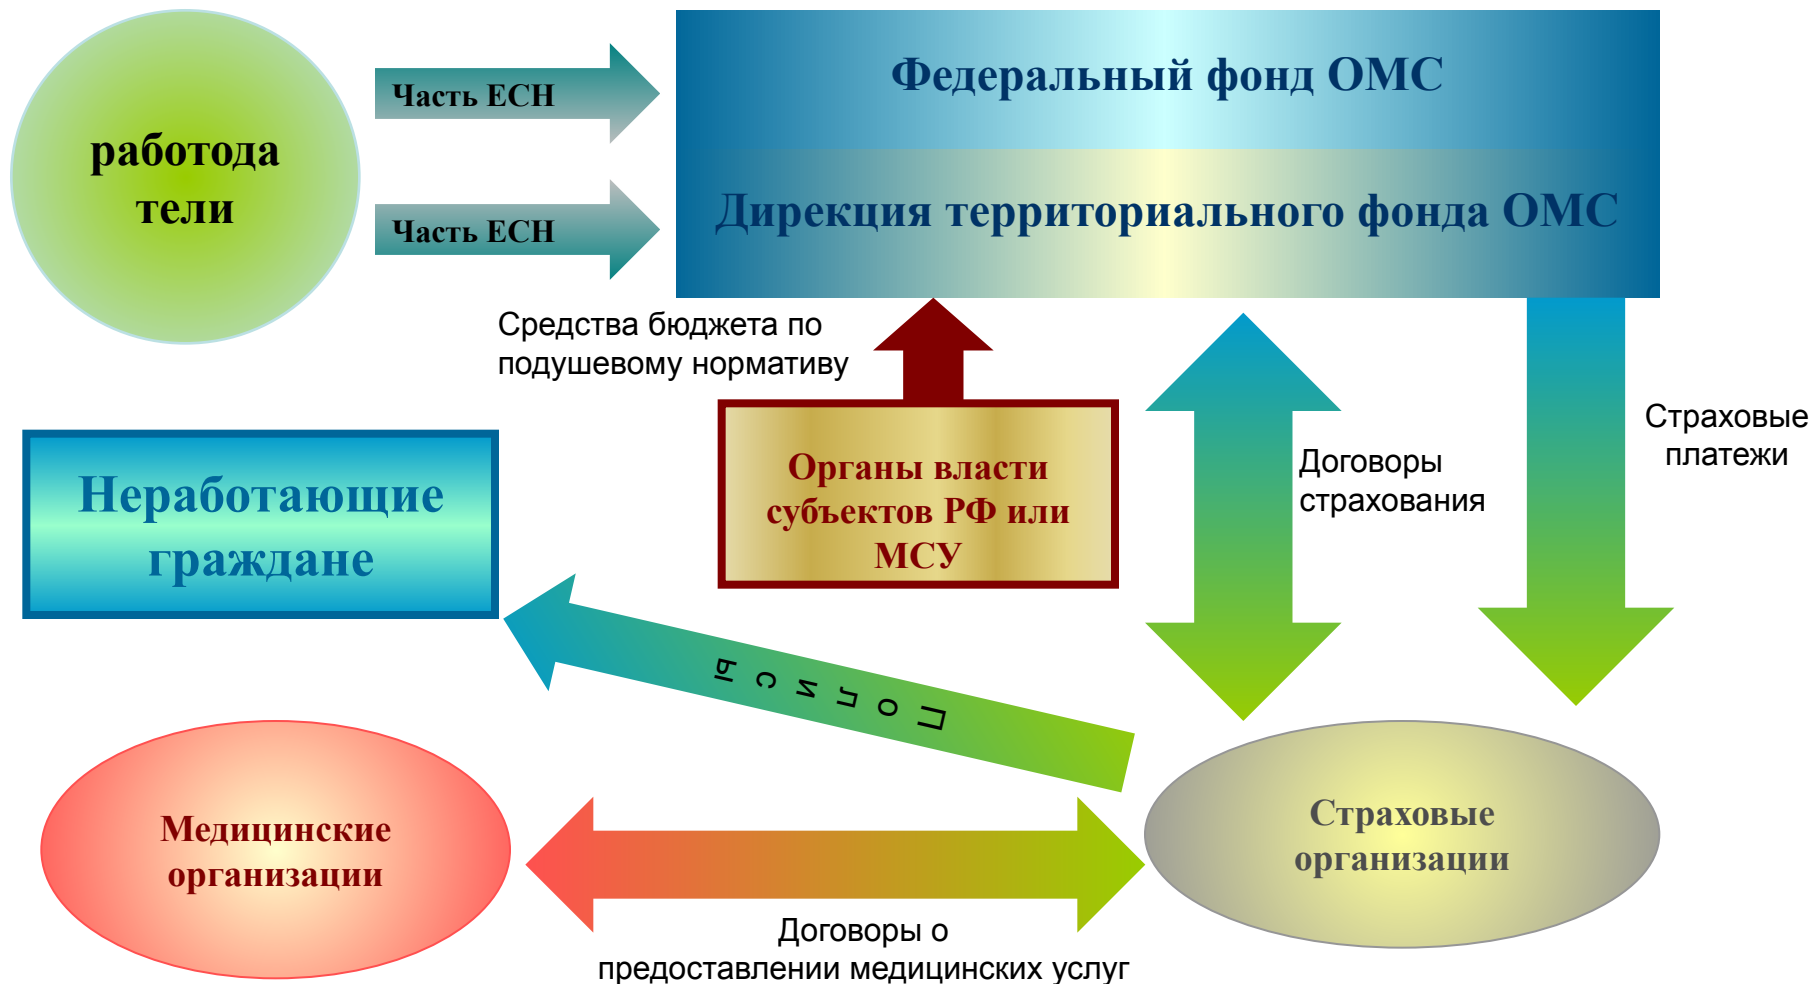 работода
тели
Часть ЕСН
Часть ЕСН
Федеральный фонд ОМС
Дирекция территориального фонда ОМС
Средства бюджета по
подушевому нормативу
Органы власти
субъектов РФ или
МСУ
Договоры
страхования
Страховые
платежи
Неработающие
граждане
Полисы
Медицинские
организации
Страховые
организации
Договоры о
предоставлении медицинских услуг